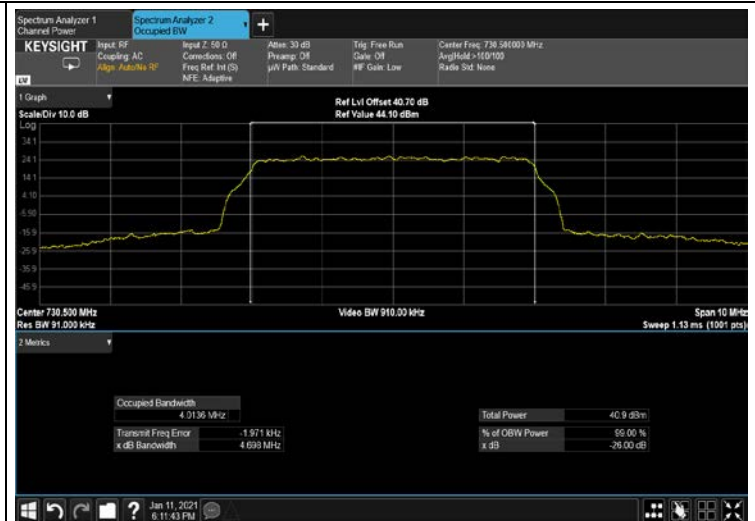 Spectrum Analyzer 1
Channel Power
Spectrum Analyzer 2
Occupied BW
+
KEYSIGHT
Input: RF
Coupling: AC
Align: Auto/No RF
Input Z: 50 Ω
Corrections: Off
Freq Ref: Int (S)
NFE: Adaptive
Atten: 30 dB
Preamp: Off
µW Path: Standard
Trig: Free Run
Gate: Off
#IF Gain: Low
Center Freq: 730.500000 MHz
Avg|Hold:>100/100
Radio Std: None
1 Graph
Scale/Div 10.0 dB
Ref Lvl Offset 40.70 dB
Ref Value 44.10 dBm
Log
34.1
24.1
14.1
4.10
-5.90
-15.9
-25.9
-35.9
-45.9
Center 730.500 MHz
Video BW 910.00 kHz
Span 10 MHz
Res BW 91.000 kHz
Sweep 1.13 ms (1001 pts)
2 Metrics
Occupied Bandwidth
4.0136 MHz
Total Power 40.9 dBm
Transmit Freq Error -1.971 kHz
% of OBW Power 99.00 %
x dB Bandwidth 4.698 MHz
x dB -26.00 dB
?
Jan 11, 2021
6:11:43 PM